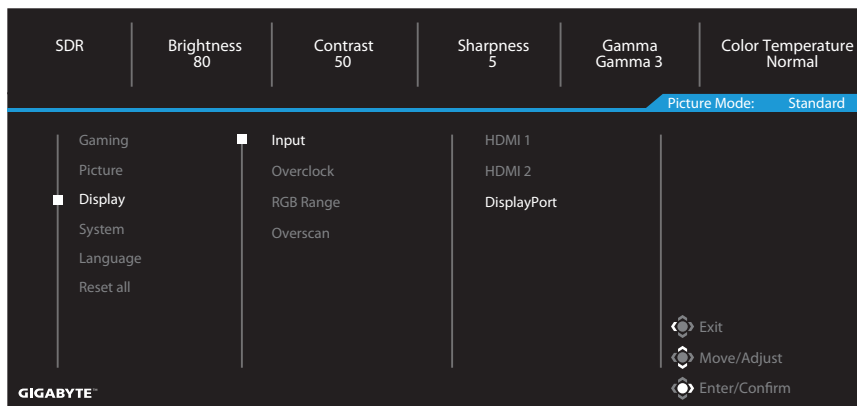 SDR
Brightness
80
Contrast
50
Sharpness
5
Gamma
Gamma 3
Color Temperature
Normal
Picture Mode: Standard
Gaming
Picture
Display
System
Language
Reset all
Input
Overclock
RGB Range
Overscan
HDMI 1
HDMI 2
DisplayPort
Exit
Move/Adjust
Enter/Confirm
GIGABYTE™